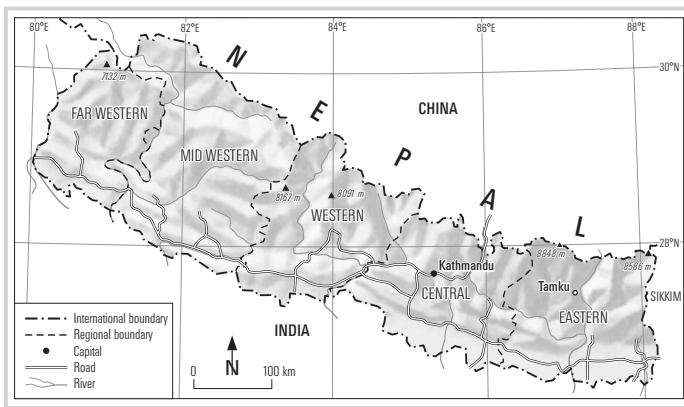 80°E
82°E
84°E
86°E
88°E
NEPAL
30°N
7132 m
CHINA
FAR WESTERN
MID WESTERN
8167 m
8091 m
WESTERN
28°N
8848 m
8586 m
Kathmandu
Tamku
CENTRAL
SIKKIM
EASTERN
INDIA
International boundary
Regional boundary
Capital
Road
River
N
0 100 km